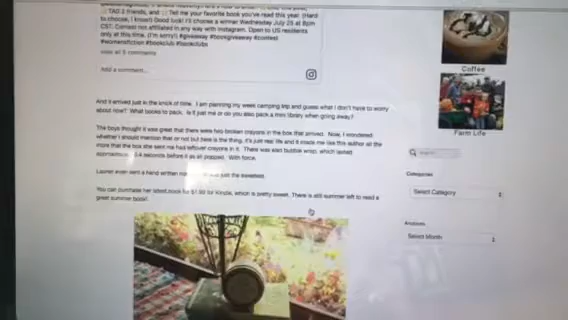 TAG 2 friends, and Tell me your favorite book you've read this year. (Hard
to choose, I know!) Good luck! I'll choose a winner Wednesday July 25 at 8pm
CST. Contest not affiliated in any way with Instagram. Open to US residents
only at this time. (I'm sorry!) #giveaway #bookgiveaway #contest
#womensfiction #bookclub #bookclubs
view all 5 comments
Add a comment...
And it arrived just in the knick of time. I am planning my week camping trip and guess what I don't have to worry
about now? What books to pack. Is it just me or do you also pack a mini library when going away?
The boys thought it was great that there were two broken crayons in the box that arrived. Now, I wondered
whether I should mention that or not but here is the thing, it's just real life and it made me like this author all the
more that she sent me had leftover crayons in it. There was also bubble wrap, which lasted
5.4 seconds before it was popped. With force.
even sent a hand written was just the sweetest.
You can purchase her latest book for $1.99 for Kindle, which is pretty sweet. There is still summer left to read a
great summer book!
Coffee
Farm Life
Categories
Select Category
Archives
Select Month